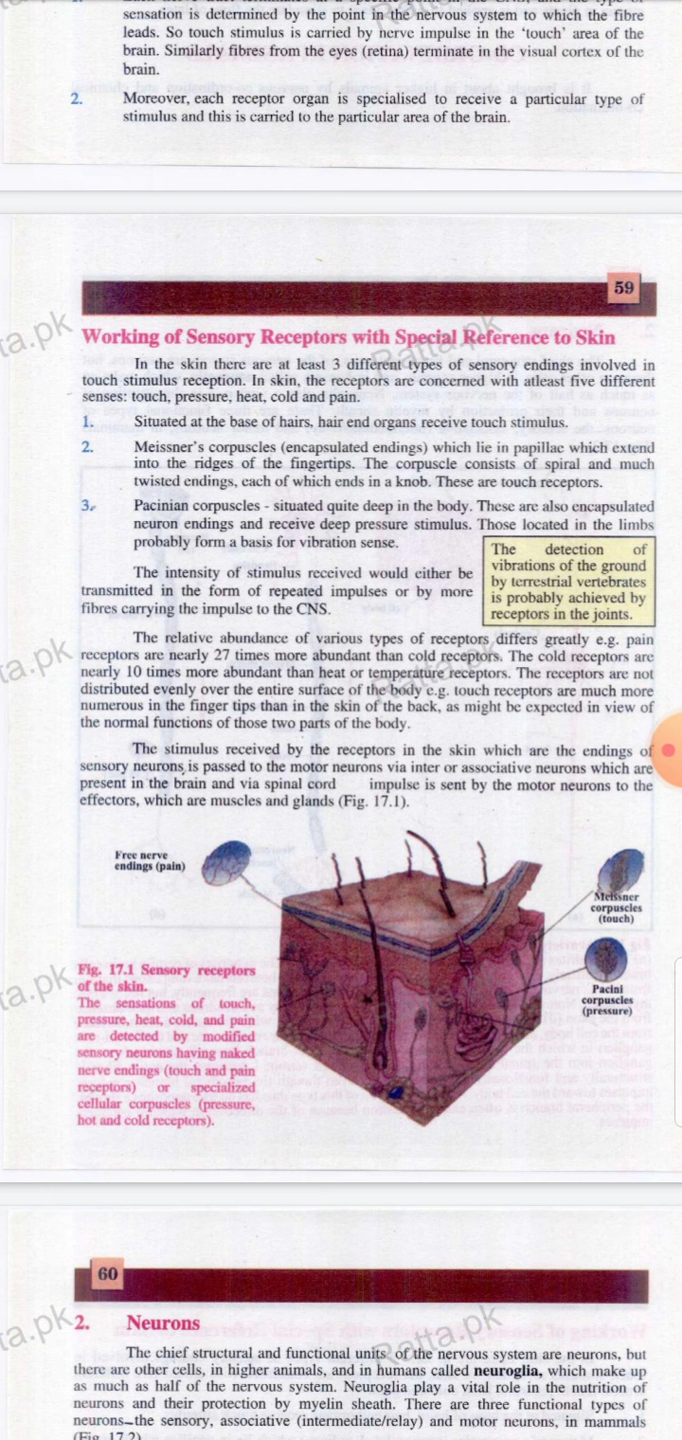 sensation is determined by the point in the nervous system to which the fibre
leads. So touch stimulus is carried by nerve impulse in the ‘touch’ area of the
brain. Similarly fibres from the eyes (retina) terminate in the visual cortex of the
brain.
2. Moreover, each receptor organ is specialised to receive a particular type of
stimulus and this is carried to the particular area of the brain.
59
Working of Sensory Receptors with Special Reference to Skin
In the skin there are at least 3 different types of sensory endings involved in
touch stimulus reception. In skin, the receptors are concerned with atleast five different
senses: touch, pressure, heat, cold and pain.
1. Situated at the base of hairs, hair end organs receive touch stimulus.
2. Meissner's corpuscles (encapsulated endings) which lie in papillae which extend
into the ridges of the fingertips. The corpuscle consists of spiral and much
twisted endings, each of which ends in a knob. These are touch receptors.
3. Pacinian corpuscles - situated quite deep in the body. These are also encapsulated
neuron endings and receive deep pressure stimulus. Those located in the limbs
probably form a basis for vibration sense.
The intensity of stimulus received would either be
transmitted in the form of repeated impulses or by more
fibres carrying the impulse to the CNS.
The detection of
vibrations of the ground
by terrestrial vertebrates
is probably achieved by
receptors in the joints.
The relative abundance of various types of receptors differs greatly e.g. pain
receptors are nearly 27 times more abundant than cold receptors. The cold receptors are
nearly 10 times more abundant than heat or temperature receptors. The receptors are not
distributed evenly over the entire surface of the body e.g. touch receptors are much more
numerous in the finger tips than in the skin of the back, as might be expected in view of
the normal functions of those two parts of the body.
The stimulus received by the receptors in the skin which are the endings of
sensory neurons is passed to the motor neurons via inter or associative neurons which are
present in the brain and via spinal cord impulse is sent by the motor neurons to the
effectors, which are muscles and glands (Fig. 17.1).
Free nerve
endings (pain)
Meissner
corpuscles
(touch)
Pacini
corpuscles
(pressure)
Fig. 17.1 Sensory receptors
of the skin.
The sensations of touch,
pressure, heat, cold, and pain
are detected by modified
sensory neurons having naked
nerve endings (touch and pain
receptors) or specialized
cellular corpuscles (pressure,
hot and cold receptors).
60
2. Neurons
The chief structural and functional units of the nervous system are neurons, but
there are other cells, in higher animals, and in humans called neuroglia, which make up
as much as half of the nervous system. Neuroglia play a vital role in the nutrition of
neurons and their protection by myelin sheath. There are three functional types of
neurons–the sensory, associative (intermediate/relay) and motor neurons, in mammals
(Fig 17.2)
Ratta.pk
Ratta.pk
Ratta.pk
ta.pk
ta.pk
ta.pk
ta.pk